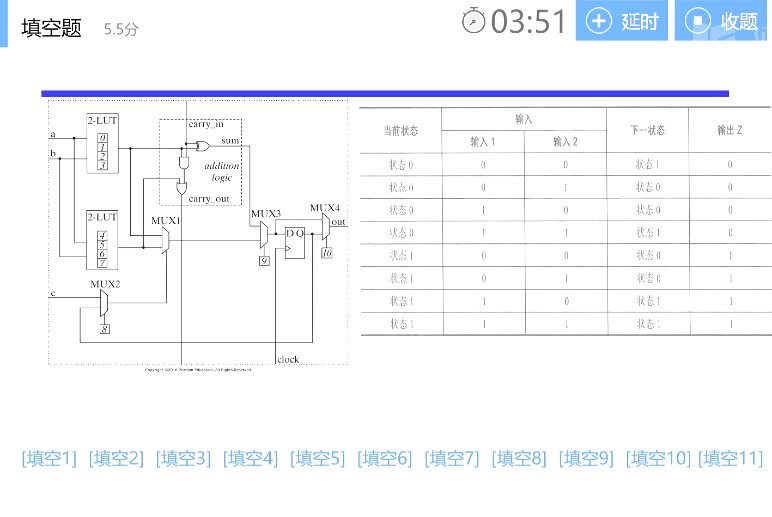 填空题 5.5分 03:51 延时 收题
2-LUT
0
1
2
3
a
b
carry_in
sum
addition
logic
carry_out
2-LUT
4
5
6
7
MUX1
MUX3
MUX4
out
D Q
9
10
MUX2
c
8
clock
Copyright ©2016 Pearson Education, All Rights Reserved
当前状态 输入 下一状态 输出 Z
输入 1 输入 2
状态 0 0 0 状态 1 0
状态 0 0 1 状态 0 0
状态 0 1 0 状态 0 0
状态 0 1 1 状态 1 0
状态 1 0 0 状态 0 1
状态 1 0 1 状态 0 1
状态 1 1 0 状态 1 1
状态 1 1 1 状态 1 1
[填空1] [填空2] [填空3] [填空4] [填空5] [填空6] [填空7] [填空8] [填空9] [填空10] [填空11]